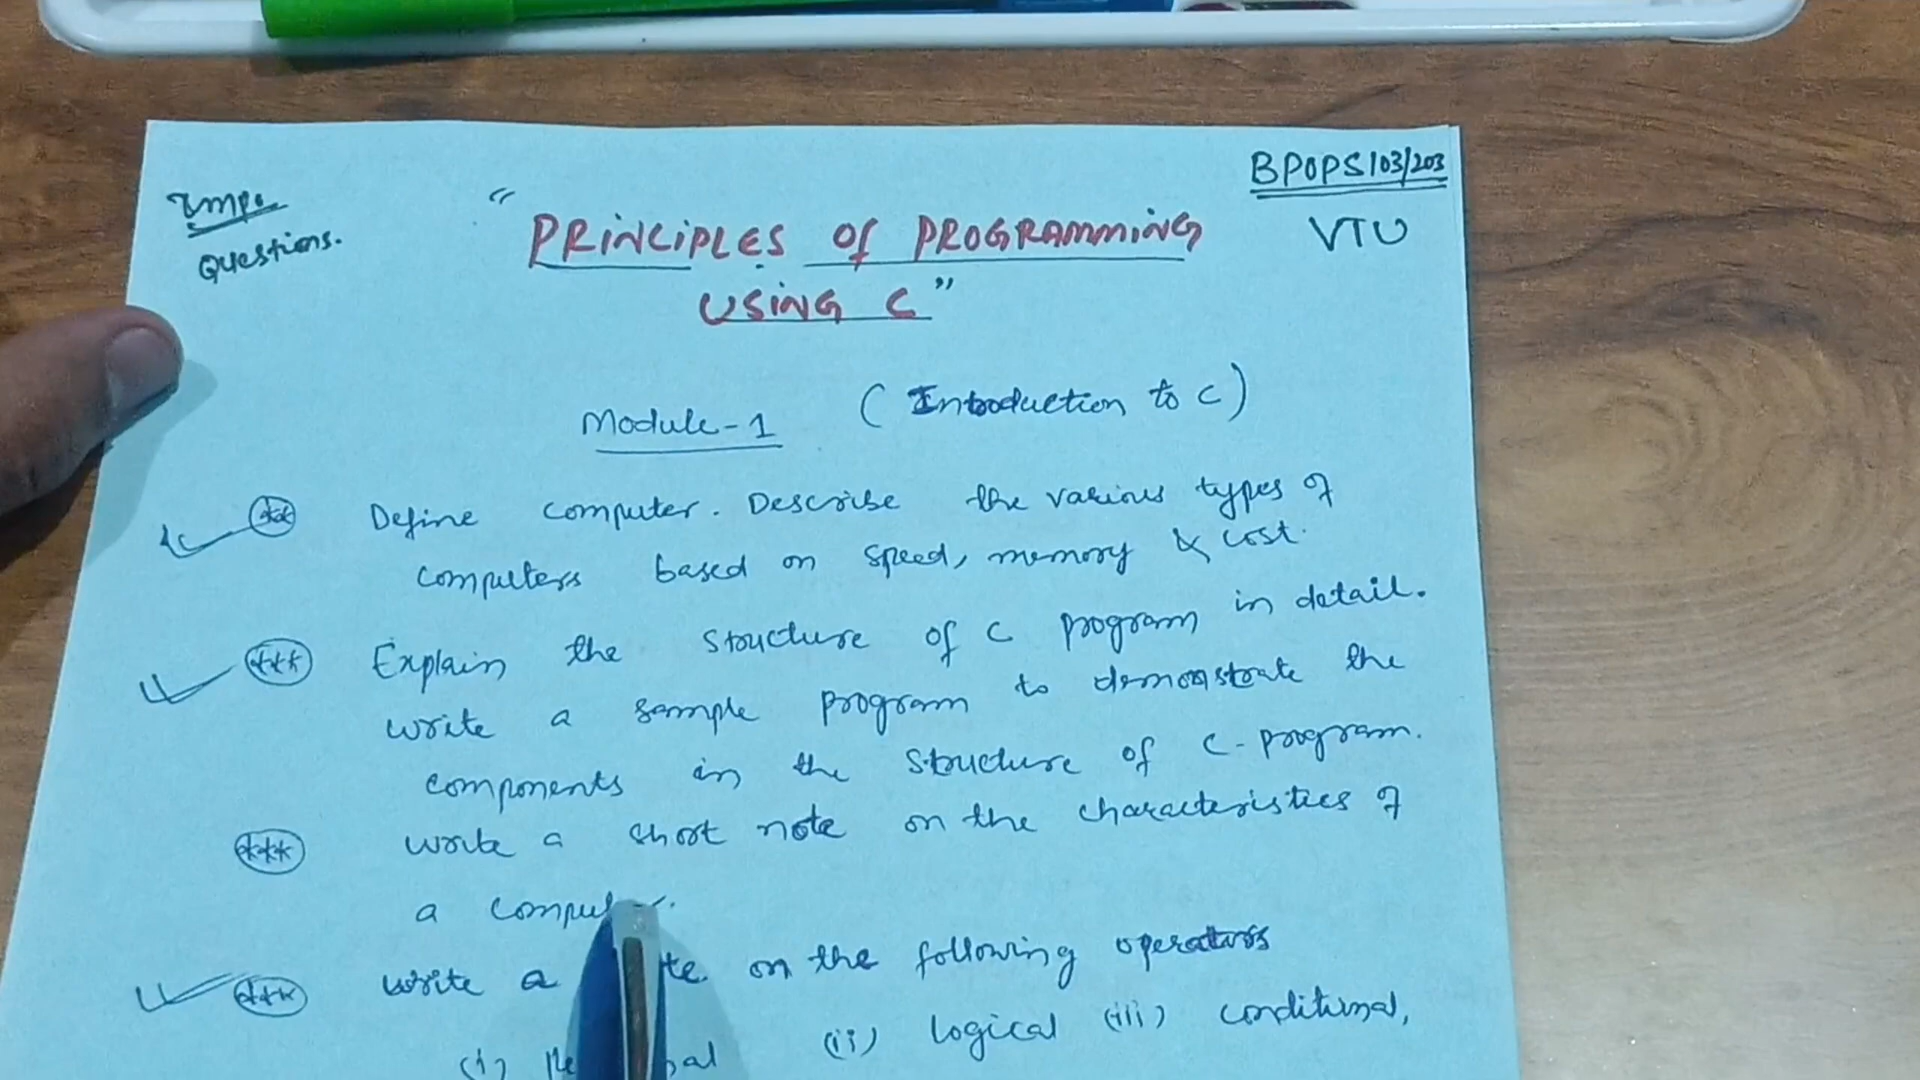 Imp.
Questions.
BPOPS103/203
VTU
"PRINCIPLES OF PROGRAMMING
USING C"
Module-1 (Introduction to C)
** Define computer. Describe the various types of
computers based on speed, memory & cost.
*** Explain the structure of C program in detail.
write a sample program to demonstrate the
components in the structure of C-program.
*** write a short note on the characteristics of
a
*** write a on the following operators
(i) (ii) logical (iii) conditional,